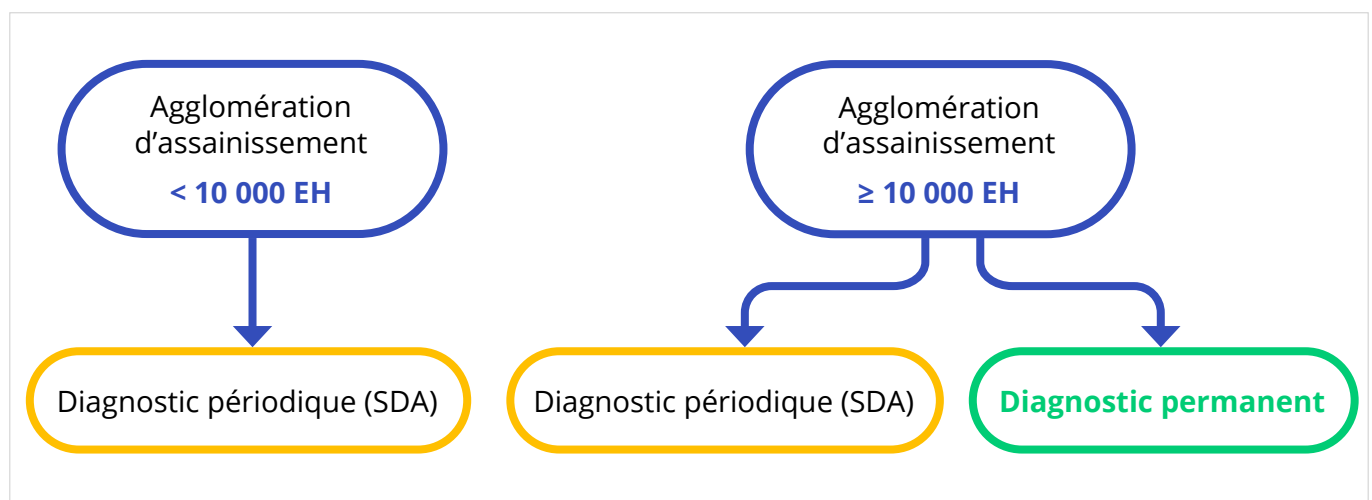 Agglomération
d’assainissement
< 10 000 EH
Agglomération
d’assainissement
≥ 10 000 EH
Diagnostic périodique (SDA)
Diagnostic périodique (SDA)
Diagnostic permanent